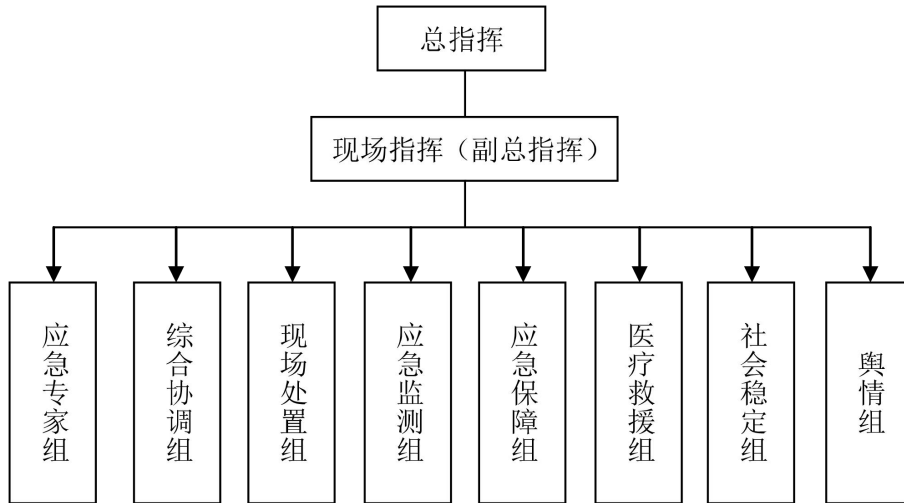 总指挥
现场指挥（副总指挥）
应急专家组
综合协调组
现场处置组
应急监测组
应急保障组
医疗救援组
社会稳定组
舆情组